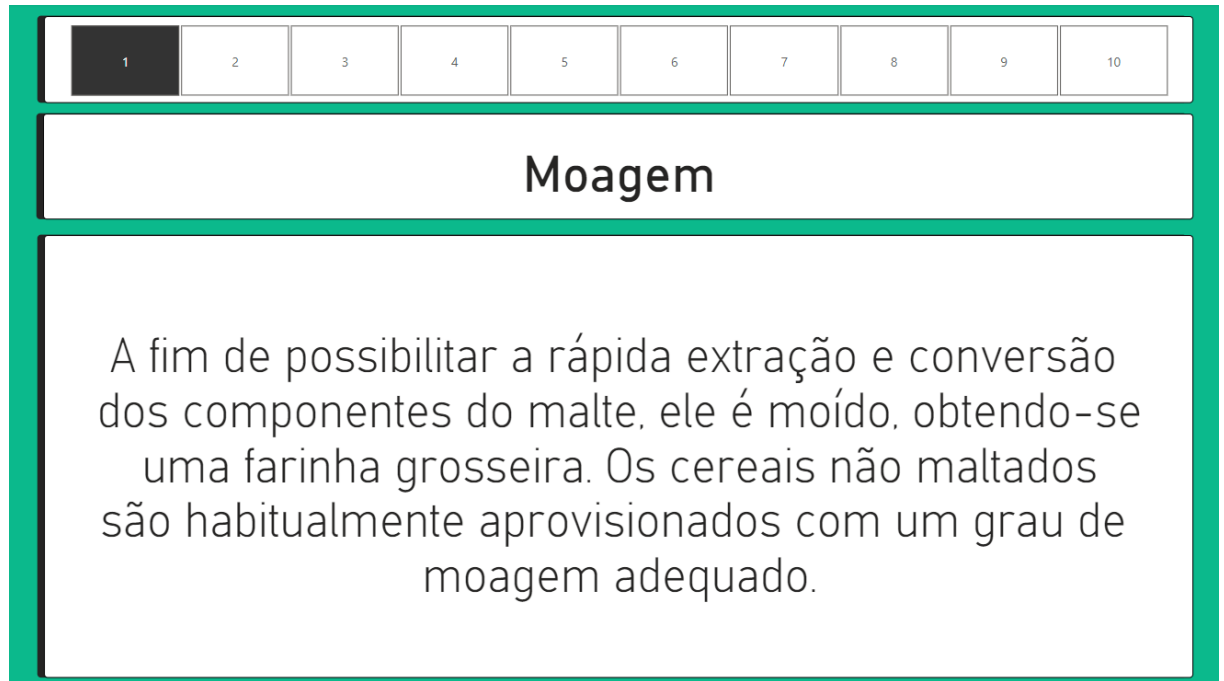 1 2 3 4 5 6 7 8 9 10
Moagem
A fim de possibilitar a rápida extração e conversão
dos componentes do malte, ele é moído, obtendo-se
uma farinha grosseira. Os cereais não maltados
são habitualmente aprovisionados com um grau de
moagem adequado.